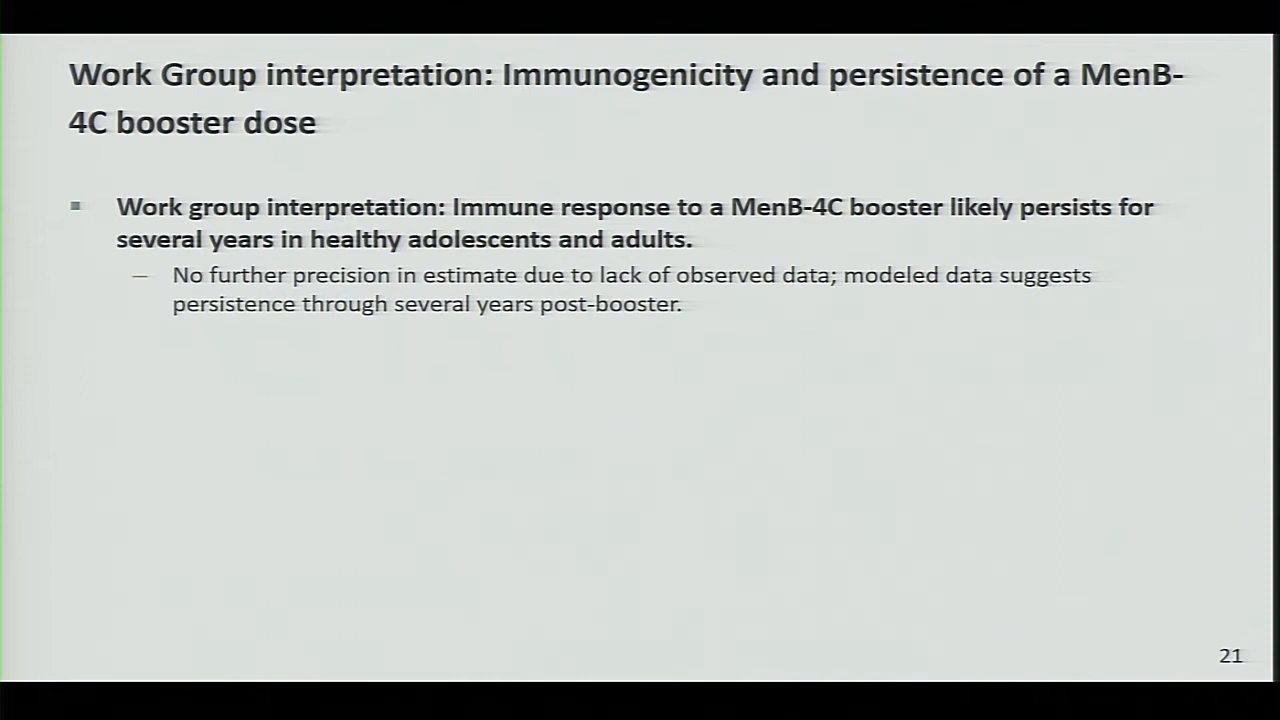 Work Group interpretation: Immunogenicity and persistence of a MenB-
4C booster dose
▪ Work group interpretation: Immune response to a MenB-4C booster likely persists for
several years in healthy adolescents and adults.
– No further precision in estimate due to lack of observed data; modeled data suggests
persistence through several years post-booster.
21